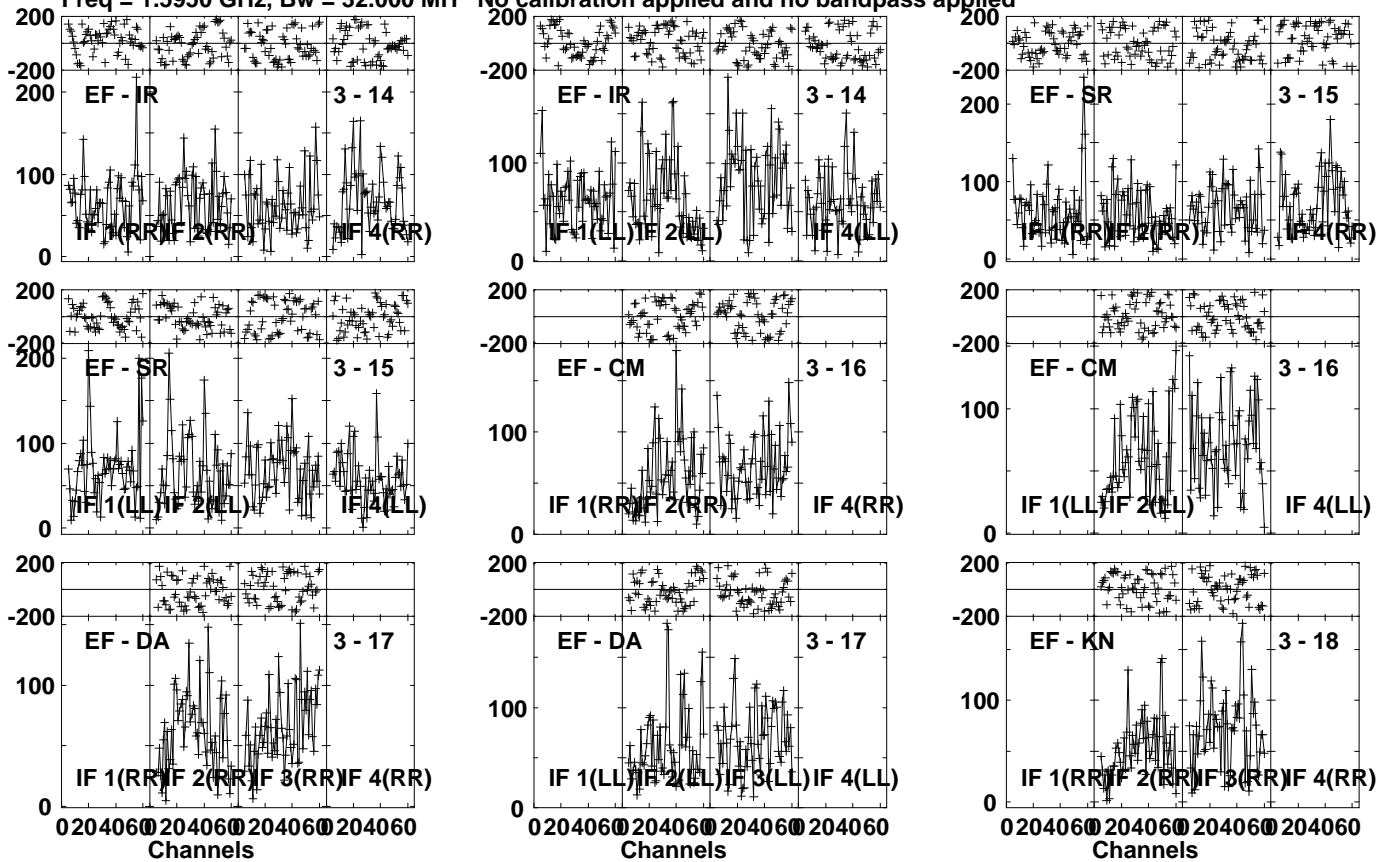 Freq = 1.5950 GHz, Bw = 32.000 MH No calibration applied and no bandpass applied
200
-200
200
EF - IR 3 - 14
100
IF 1(RR) IF 2(RR) IF 4(RR)
0
200
-200
EF - IR 3 - 14
100
IF 1(LL) IF 2(LL) IF 4(LL)
0
200
-200
EF - SR 3 - 15
200
100
IF 1(RR) IF 2(RR) IF 4(RR)
0
200
-200
200
EF - SR 3 - 15
100
IF 1(LL) IF 2(LL) IF 4(LL)
0
200
-200
EF - CM 3 - 16
100
IF 1(RR) IF 2(RR) IF 4(RR)
0
200
-200
EF - CM 3 - 16
100
IF 1(LL) IF 2(LL) IF 4(LL)
0
200
-200
EF - DA 3 - 17
100
IF 1(RR) IF 2(RR) IF 3(RR) IF 4(RR)
0
0 20 40 60 0 20 40 60 0 20 40 60 0 20 40 60
Channels
200
-200
EF - DA 3 - 17
100
IF 1(LL) IF 2(LL) IF 3(LL) IF 4(LL)
0
0 20 40 60 0 20 40 60 0 20 40 60 0 20 40 60
Channels
200
-200
EF - KN 3 - 18
100
IF 1(RR) IF 2(RR) IF 3(RR) IF 4(RR)
0
0 20 40 60 0 20 40 60 0 20 40 60 0 20 40 60
Channels